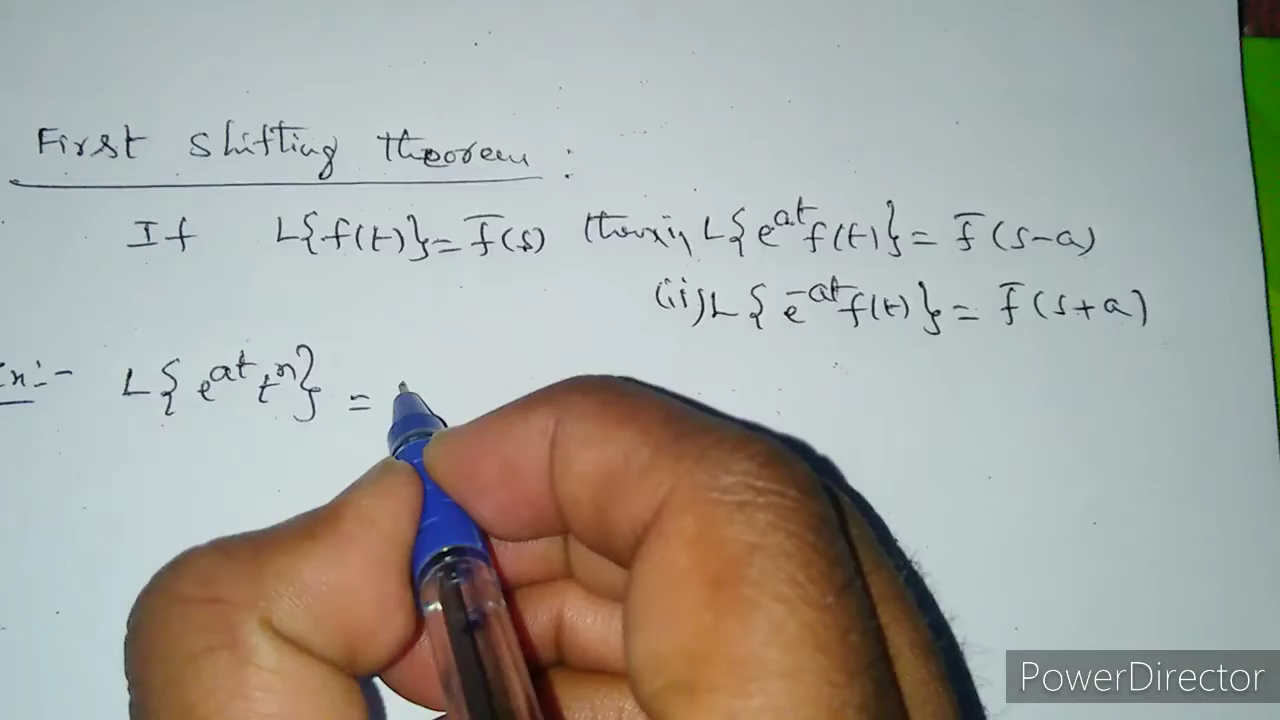 First shifting theorem :
If L{f(t)} = f̅(s) then (i) L{e^{at} f(t)} = f̅(s-a)
(ii) L{e^{-at} f(t)} = f̅(s+a)
Ex:- L{e^{at} t^n} =
PowerDirector